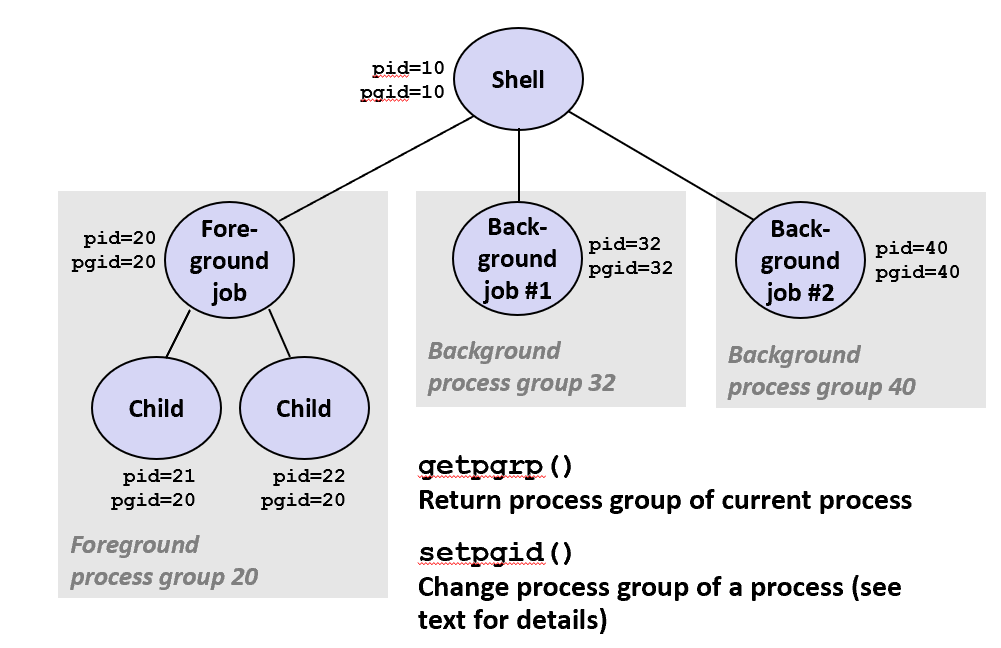 pid=10
pgid=10
Shell
pid=20
pgid=20
Fore-
ground
job
Back-
ground
job #1
pid=32
pgid=32
Back-
ground
job #2
pid=40
pgid=40
Background
process group 32
Background
process group 40
Child
Child
pid=21
pgid=20
pid=22
pgid=20
Foreground
process group 20
getpgrp()
Return process group of current process
setpgid()
Change process group of a process (see
text for details)